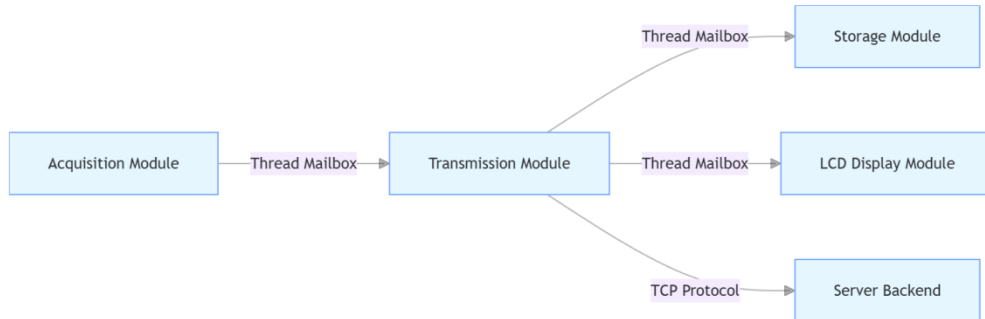 Thread Mailbox
Storage Module
Acquisition Module
Thread Mailbox
Transmission Module
Thread Mailbox
LCD Display Module
TCP Protocol
Server Backend